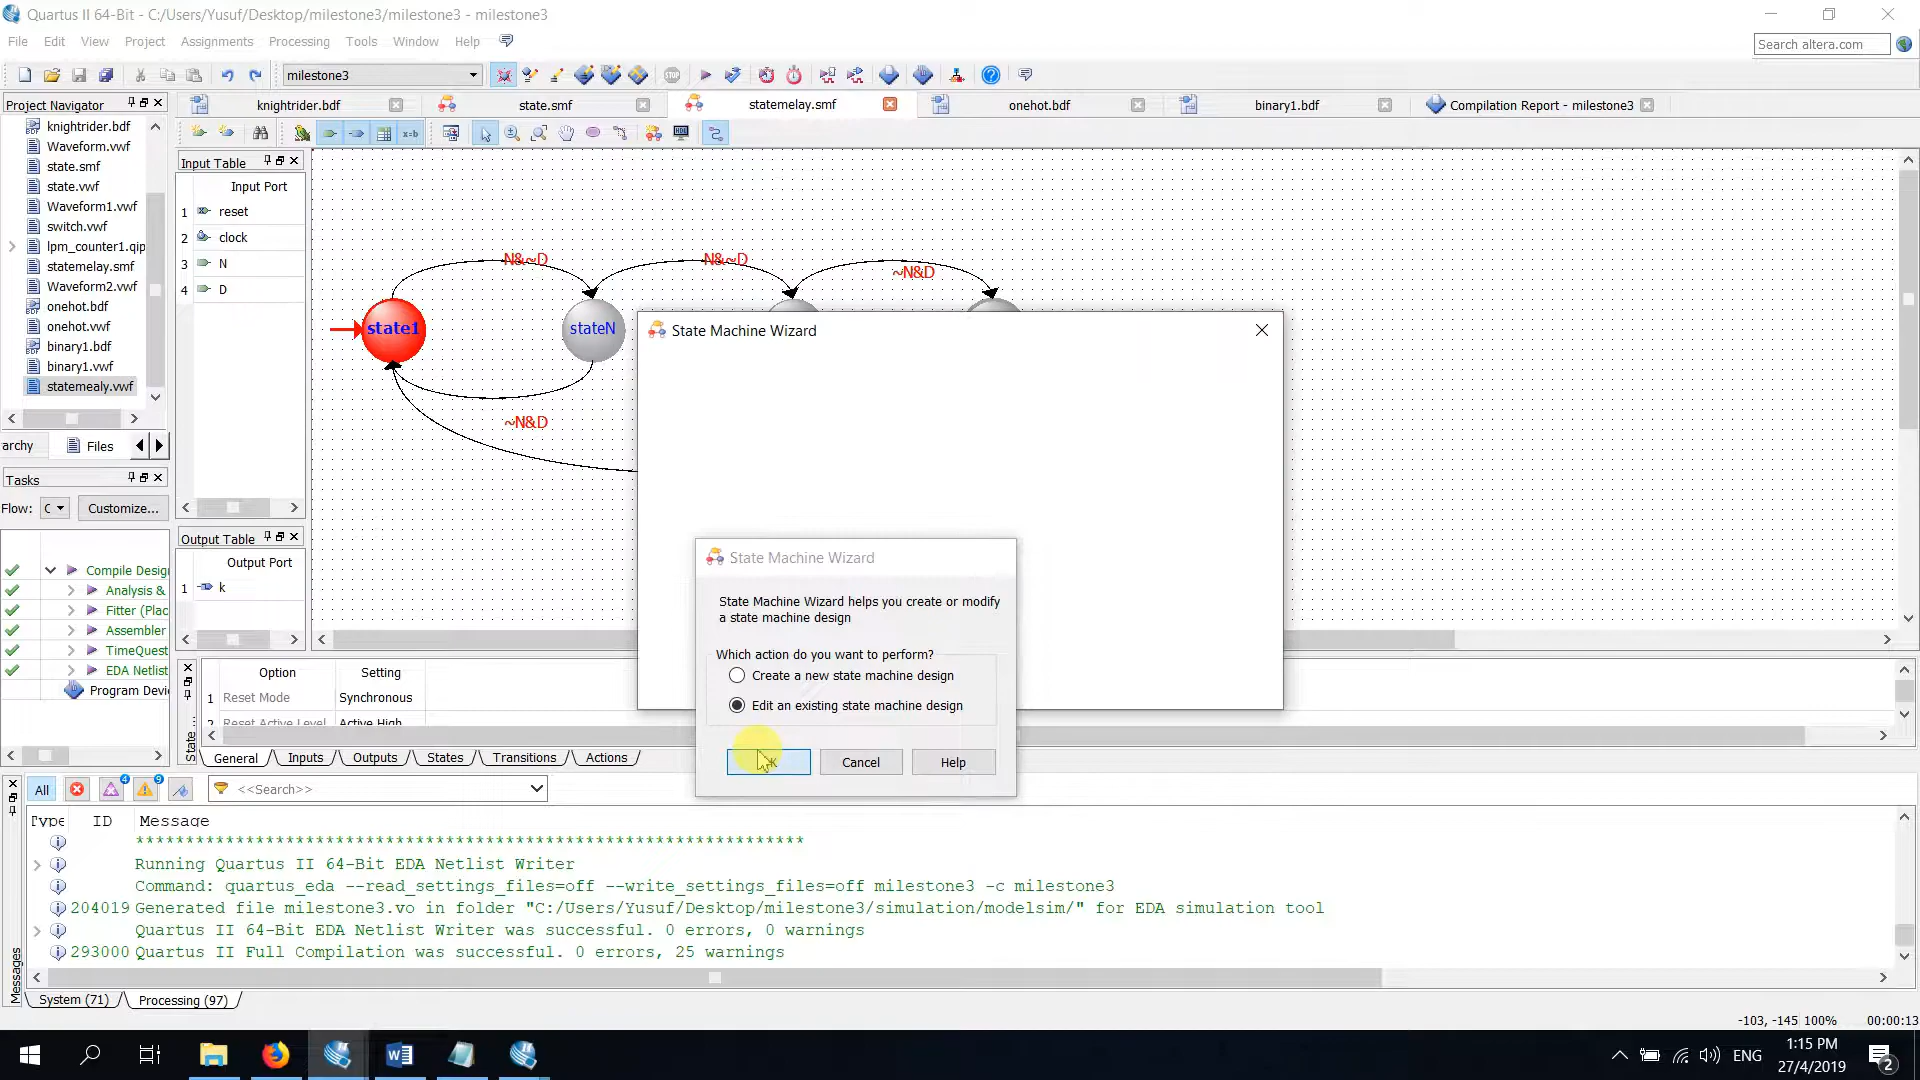 Quartus II 64-Bit - C:/Users/Yusuf/Desktop/milestone3/milestone3 - milestone3
File Edit View Project Assignments Processing Tools Window Help
Search altera.com
milestone3
Project Navigator
knightrider.bdf
state.smf
statemelay.smf
onehot.bdf
binary1.bdf
Compilation Report - milestone3
knightrider.bdf
Waveform.vwf
state.smf
state.vwf
Waveform1.vwf
switch.vwf
lpm_counter1.qip
statemelay.smf
Waveform2.vwf
onehot.bdf
onehot.vwf
binary1.bdf
binary1.vwf
statemealy.vwf
archy Files
Tasks
Flow: C Customize...
Compile Desig
Analysis &
Fitter (Plac
Assembler
TimeQuest
EDA Netlist
Program Devi
Input Table
Input Port
1 reset
2 clock
3 N
4 D
Output Table
Output Port
1 k
N&~D
N&~D
~N&D
state1
stateN
~N&D
State Machine Wizard
State Machine Wizard
State Machine Wizard helps you create or modify
a state machine design
Which action do you want to perform?
Create a new state machine design
Edit an existing state machine design
Cancel
Help
Option Setting
1 Reset Mode Synchronous
2 Reset Active Level Active High
State
General Inputs Outputs States Transitions Actions
All
4
9
<<Search>>
Type ID Message
*******************************************************************
Running Quartus II 64-Bit EDA Netlist Writer
Command: quartus_eda --read_settings_files=off --write_settings_files=off milestone3 -c milestone3
204019 Generated file milestone3.vo in folder "C:/Users/Yusuf/Desktop/milestone3/simulation/modelsim/" for EDA simulation tool
Quartus II 64-Bit EDA Netlist Writer was successful. 0 errors, 0 warnings
293000 Quartus II Full Compilation was successful. 0 errors, 25 warnings
Messages
System (71) Processing (97)
-103, -145 100% 00:00:13
ENG
1:15 PM
27/4/2019
2